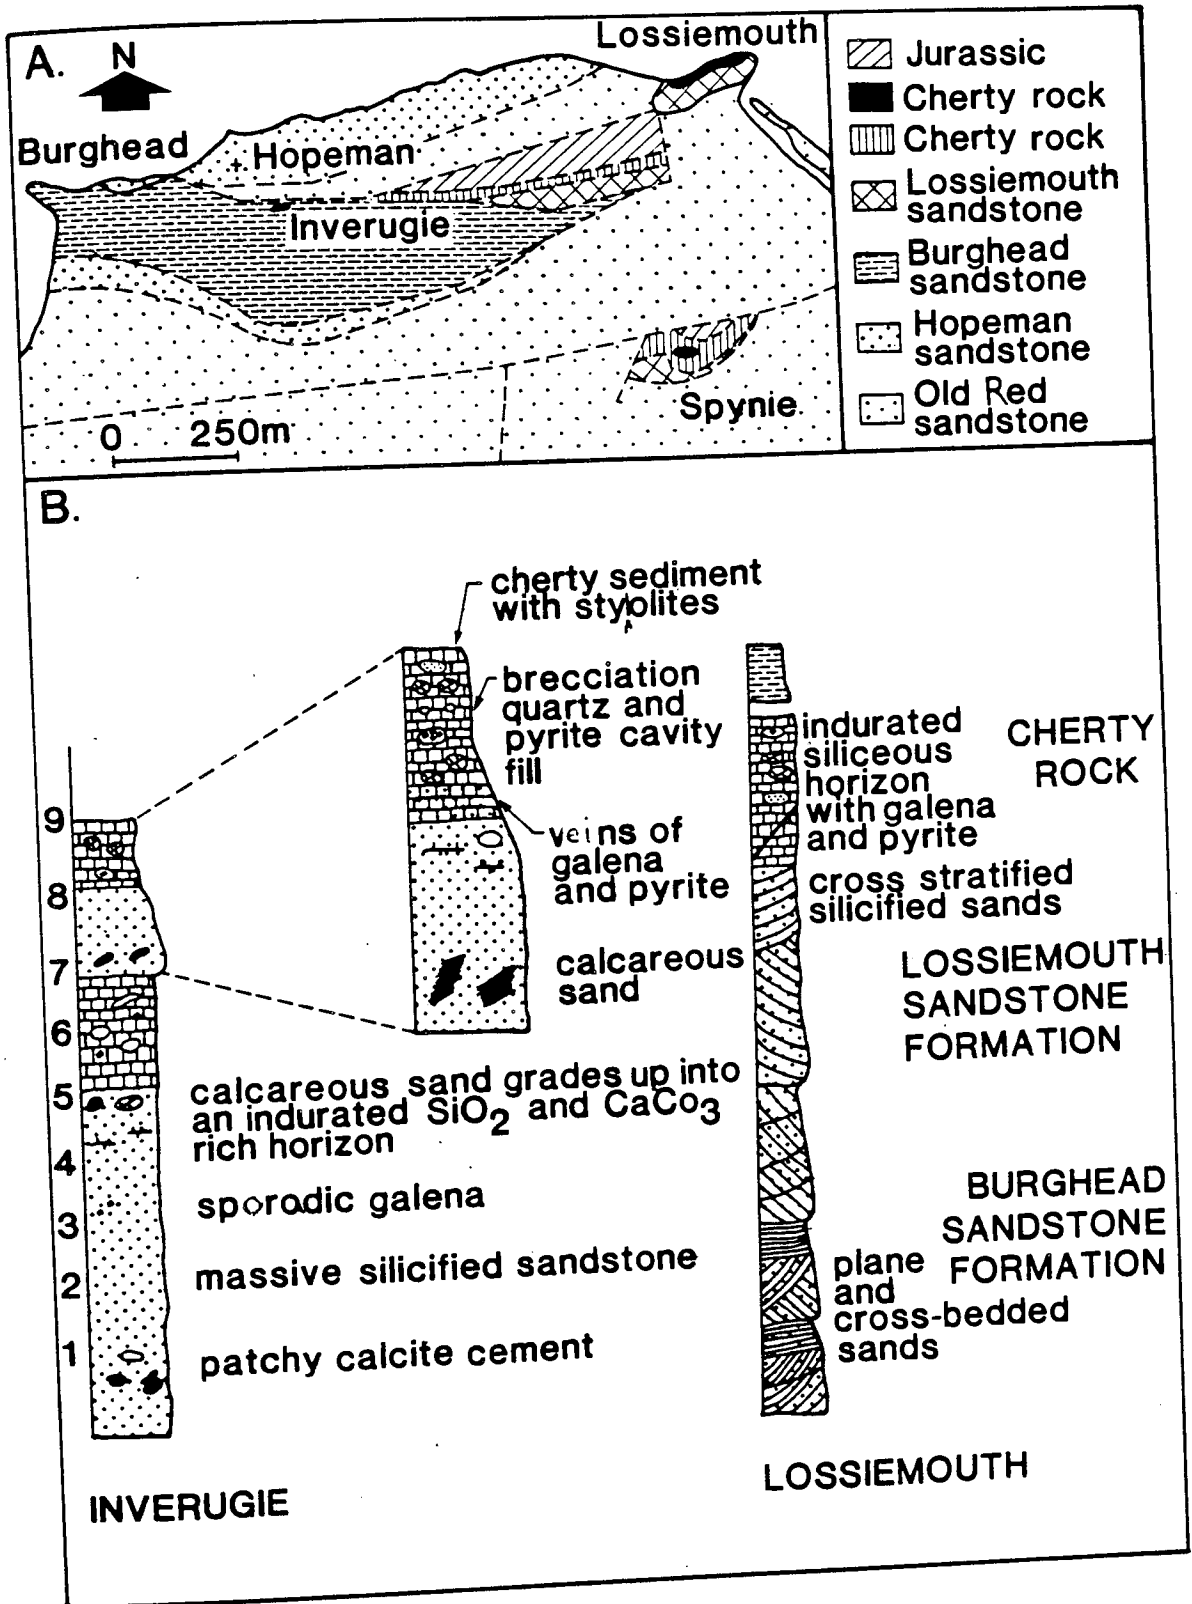 A.
N
Lossiemouth
Burghead
Hopeman
Inverugie
Spynie
0 250m
Jurassic
Cherty rock
Cherty rock
Lossiemouth
sandstone
Burghead
sandstone
Hopeman
sandstone
Old Red
sandstone
B.
cherty sediment
with stylolites
brecciation
quartz and
pyrite cavity
fill
veins of
galena
and pyrite
calcareous
sand
9
8
7
6
5
4
3
2
1
calcareous sand grades up into
an indurated SiO2 and CaCo3
rich horizon
sporadic galena
massive silicified sandstone
patchy calcite cement
INVERUGIE
indurated
siliceous
horizon
with galena
and pyrite
CHERTY
ROCK
cross stratified
silicified sands
LOSSIEMOUTH
SANDSTONE
FORMATION
BURGHEAD
SANDSTONE
FORMATION
plane
and
cross-bedded
sands
LOSSIEMOUTH